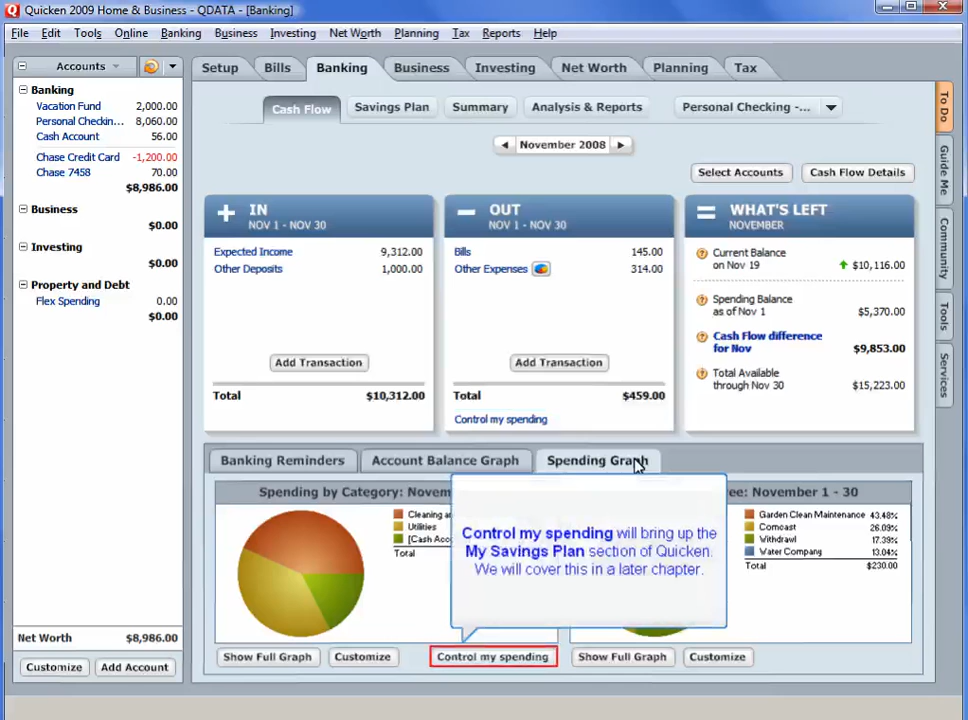 Quicken 2009 Home & Business - QDATA - [Banking]
File Edit Tools Online Banking Business Investing Net Worth Planning Tax Reports Help
Accounts
Setup Bills Banking Business Investing Net Worth Planning Tax
Banking
Vacation Fund 2,000.00
Personal Checkin... 8,060.00
Cash Account 56.00
Chase Credit Card -1,200.00
Chase 7458 70.00
$8,986.00
Business
$0.00
Investing
$0.00
Property and Debt
Flex Spending 0.00
$0.00
Net Worth $8,986.00
Customize Add Account
Cash Flow Savings Plan Summary Analysis & Reports Personal Checking -...
November 2008
Select Accounts Cash Flow Details
IN
NOV 1 - NOV 30
Expected Income 9,312.00
Other Deposits 1,000.00
Add Transaction
Total $10,312.00
OUT
NOV 1 - NOV 30
Bills 145.00
Other Expenses 314.00
Add Transaction
Total $459.00
Control my spending
WHAT'S LEFT
NOVEMBER
Current Balance
on Nov 19 $10,116.00
Spending Balance
as of Nov 1 $5,370.00
Cash Flow difference
for Nov $9,853.00
Total Available
through Nov 30 $15,223.00
Banking Reminders Account Balance Graph Spending Graph
Spending by Category: Novem
Cleaning a
Utilities
[Cash Acc
Total
Control my spending will bring up the
My Savings Plan section of Quicken.
We will cover this in a later chapter.
ee: November 1 - 30
Garden Clean Maintenance 43.48%
Comcast 26.09%
Withdrawl 17.39%
Water Company 13.04%
Total $230.00
Show Full Graph Customize Control my spending Show Full Graph Customize
To Do
Guide Me
Community
Tools
Services